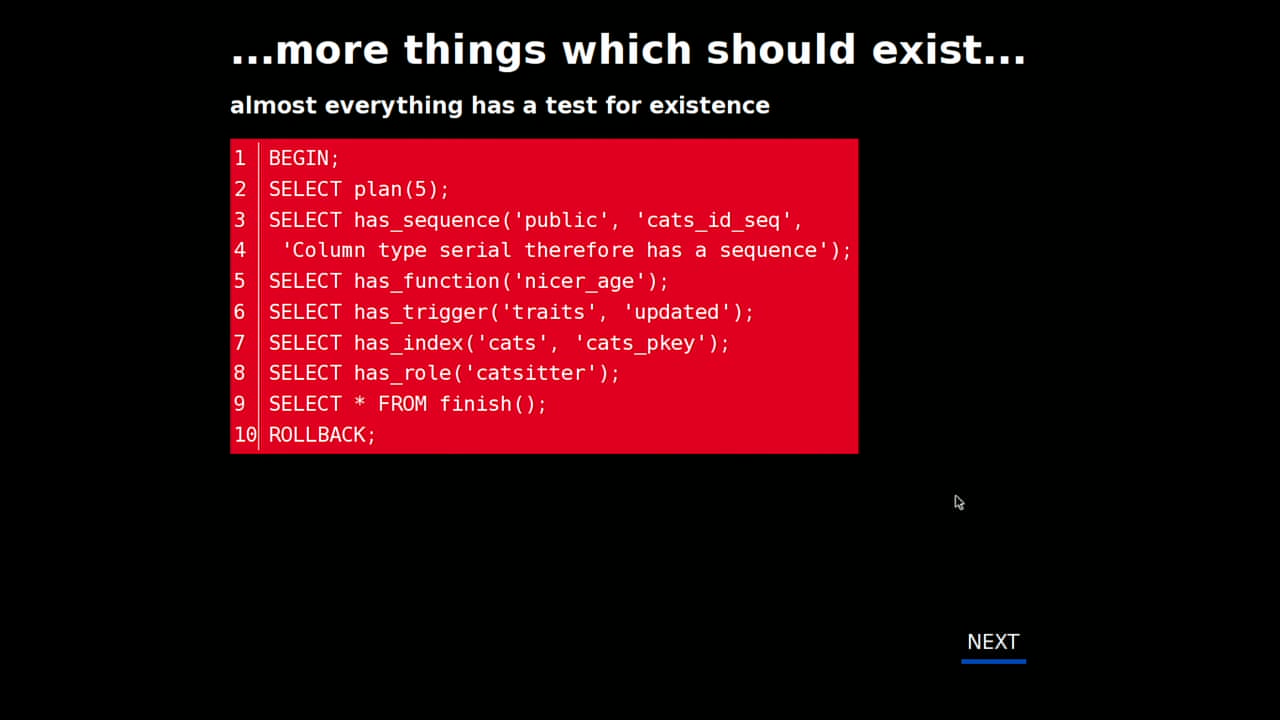 ...more things which should exist...
almost everything has a test for existence
1 BEGIN;
2 SELECT plan(5);
3 SELECT has_sequence('public', 'cats_id_seq',
4  'Column type serial therefore has a sequence');
5 SELECT has_function('nicer_age');
6 SELECT has_trigger('traits', 'updated');
7 SELECT has_index('cats', 'cats_pkey');
8 SELECT has_role('catsitter');
9 SELECT * FROM finish();
10 ROLLBACK;
NEXT